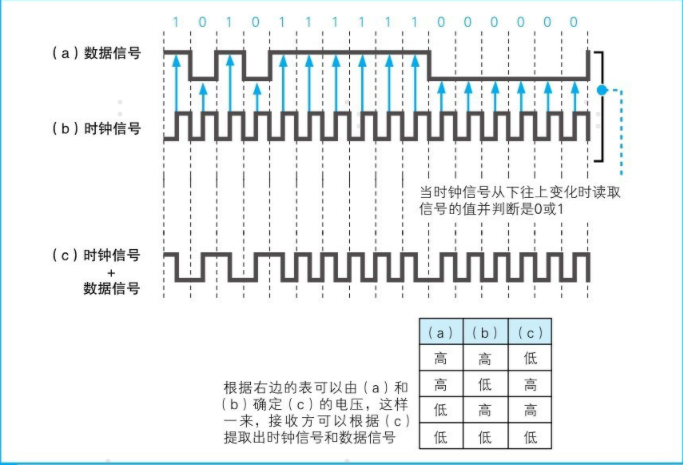 1 0 1 0 1 1 1 1 1 1 0 0 0 0 0 0
(a)数据信号
(b)时钟信号
当时钟信号从下往上变化时读取
信号的值并判断是0或1
(c)时钟信号
+
数据信号
(a) (b) (c)
高 高 低
高 低 高
低 高 高
低 低 低
根据右边的表可以由(a)和
(b)确定(c)的电压，这样
一来，接收方可以根据(c)
提取出时钟信号和数据信号